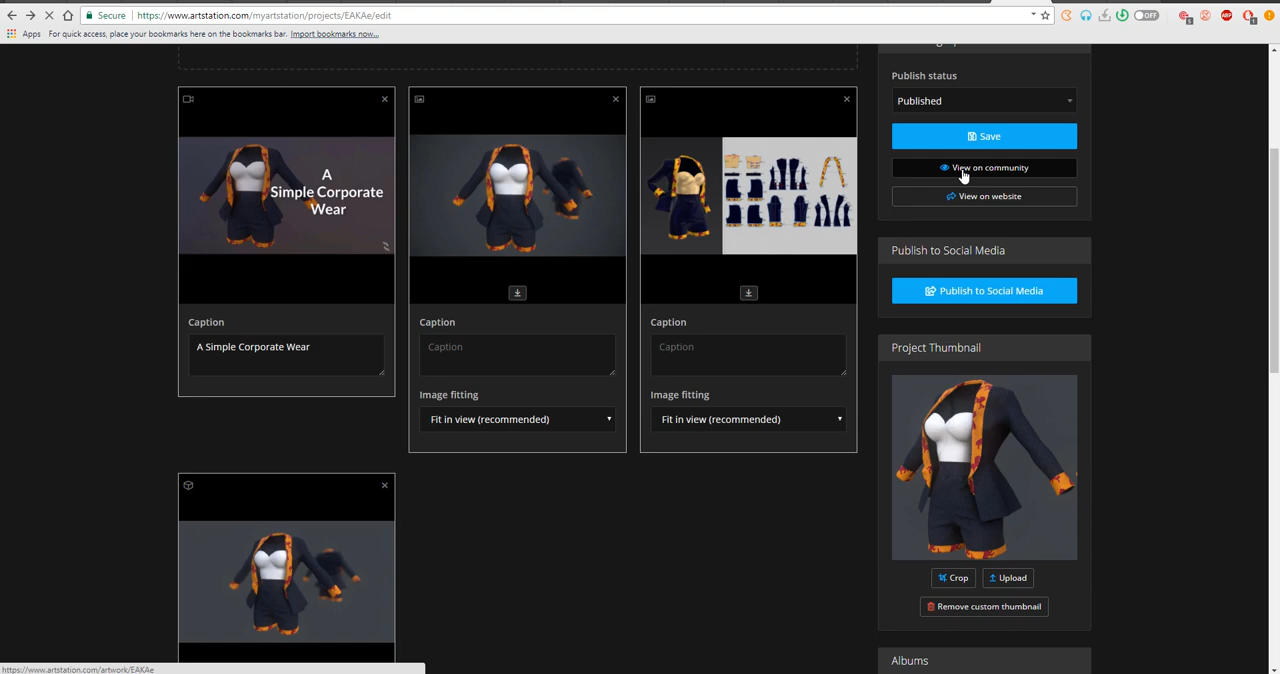 Secure
https://www.artstation.com/myartstation/projects/EAKAe/edit
OFF
Apps
For quick access, place your bookmarks here on the bookmarks bar. Import bookmarks now...
A
Simple Corporate
Wear
Caption
A Simple Corporate Wear
Caption
Caption
Image fitting
Fit in view (recommended)
Caption
Caption
Image fitting
Fit in view (recommended)
Publish status
Published
Save
View on community
View on website
Publish to Social Media
Publish to Social Media
Project Thumbnail
Crop
Upload
Remove custom thumbnail
Albums
https://www.artstation.com/artwork/EAKAe